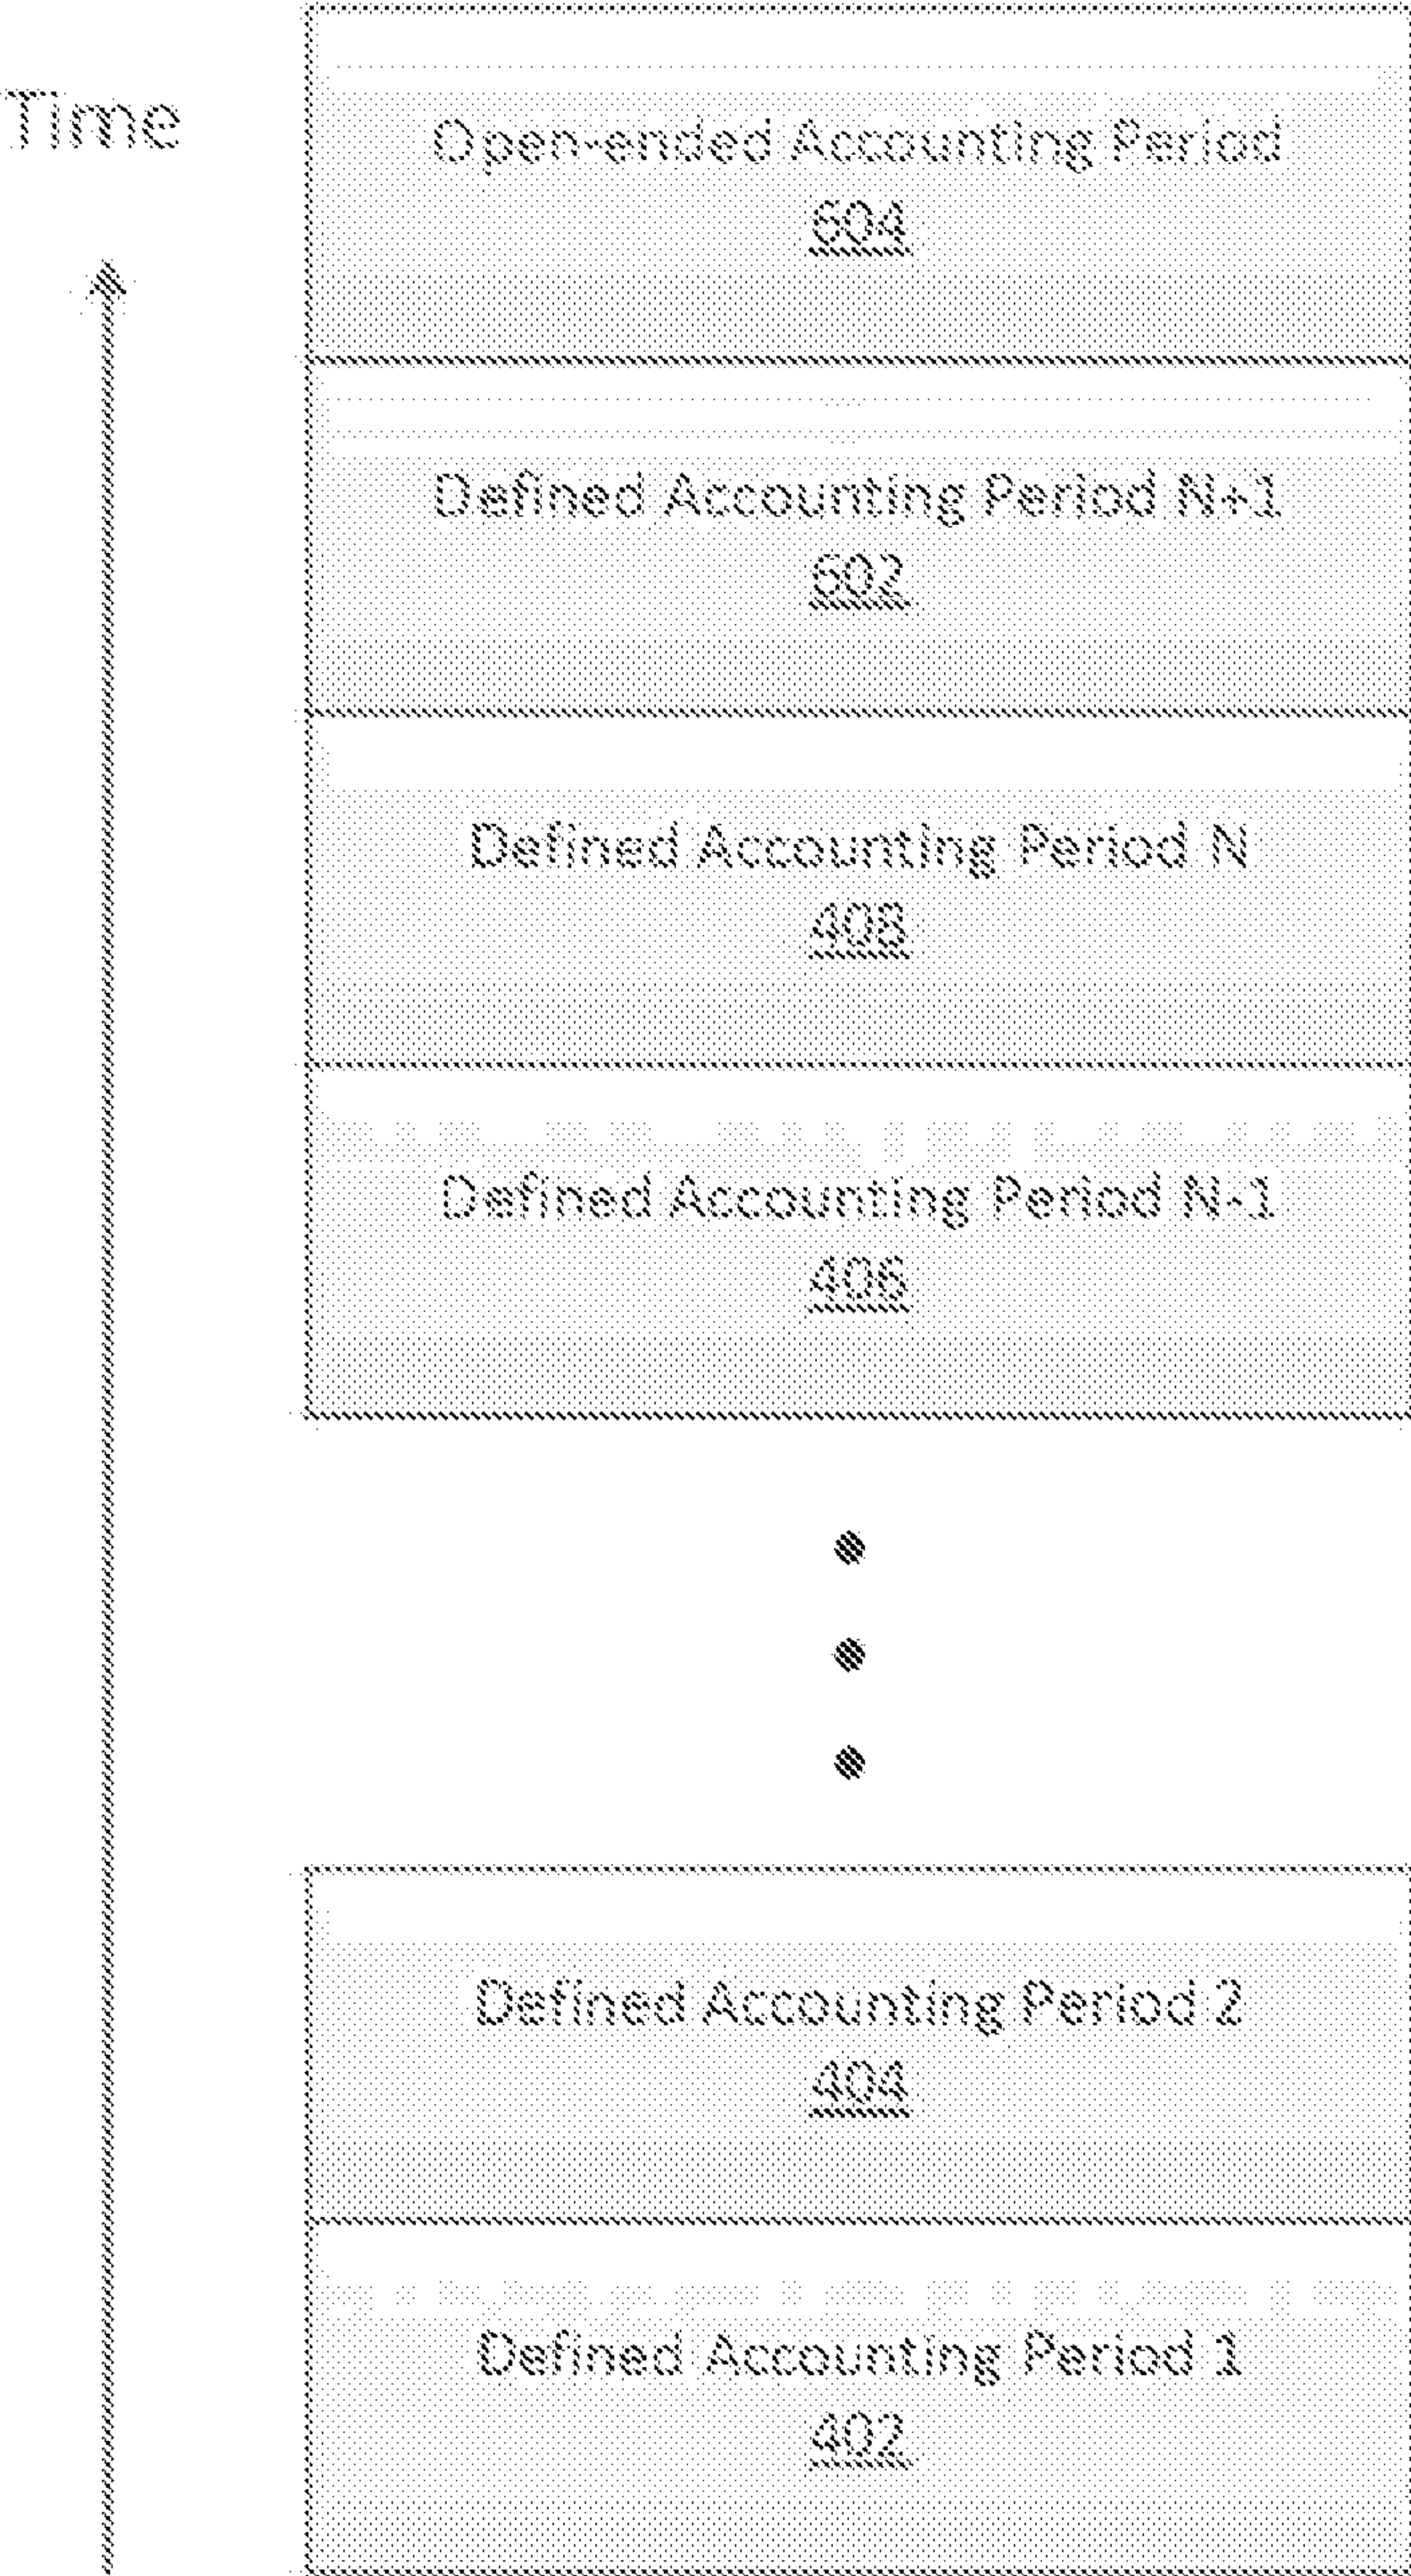 Time
Open-ended Accounting Period
604
Defined Accounting Period N+1
602
Defined Accounting Period N
408
Defined Accounting Period N-1
406
Defined Accounting Period 2
404
Defined Accounting Period 1
402